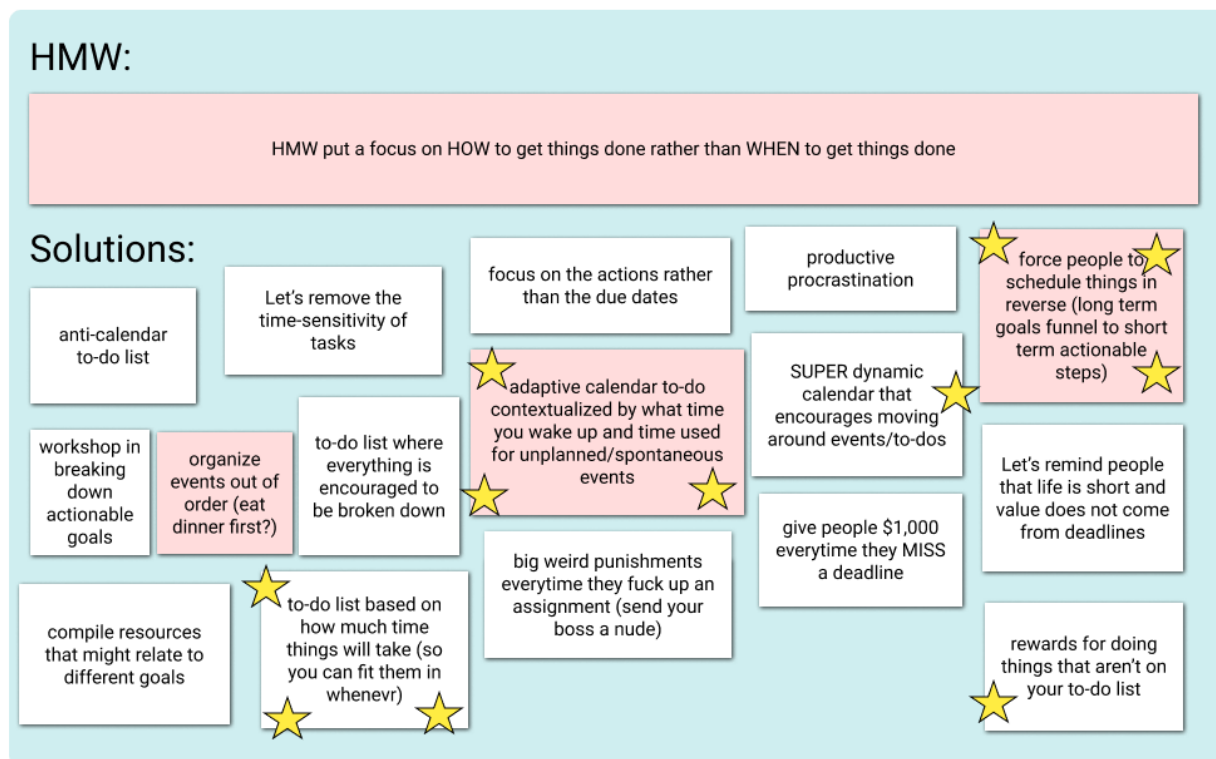 HMW:
HMW put a focus on HOW to get things done rather than WHEN to get things done
Solutions:
anti-calendar
to-do list
Let's remove the
time-sensitivity of
tasks
focus on the actions rather
than the due dates
productive
procrastination
force people to
schedule things in
reverse (long term
goals funnel to short
term actionable
steps)
workshop in
breaking
down
actionable
goals
organize
events out of
order (eat
dinner first?)
to-do list where
everything is
encouraged to
be broken down
adaptive calendar to-do
contextualized by what time
you wake up and time used
for unplanned/spontaneous
events
SUPER dynamic
calendar that
encourages moving
around events/to-dos
Let's remind people
that life is short and
value does not come
from deadlines
compile resources
that might relate to
different goals
to-do list based on
how much time
things will take (so
you can fit them in
whenevr)
big weird punishments
everytime they fuck up an
assignment (send your
boss a nude)
give people $1,000
everytime they MISS
a deadline
rewards for doing
things that aren't on
your to-do list